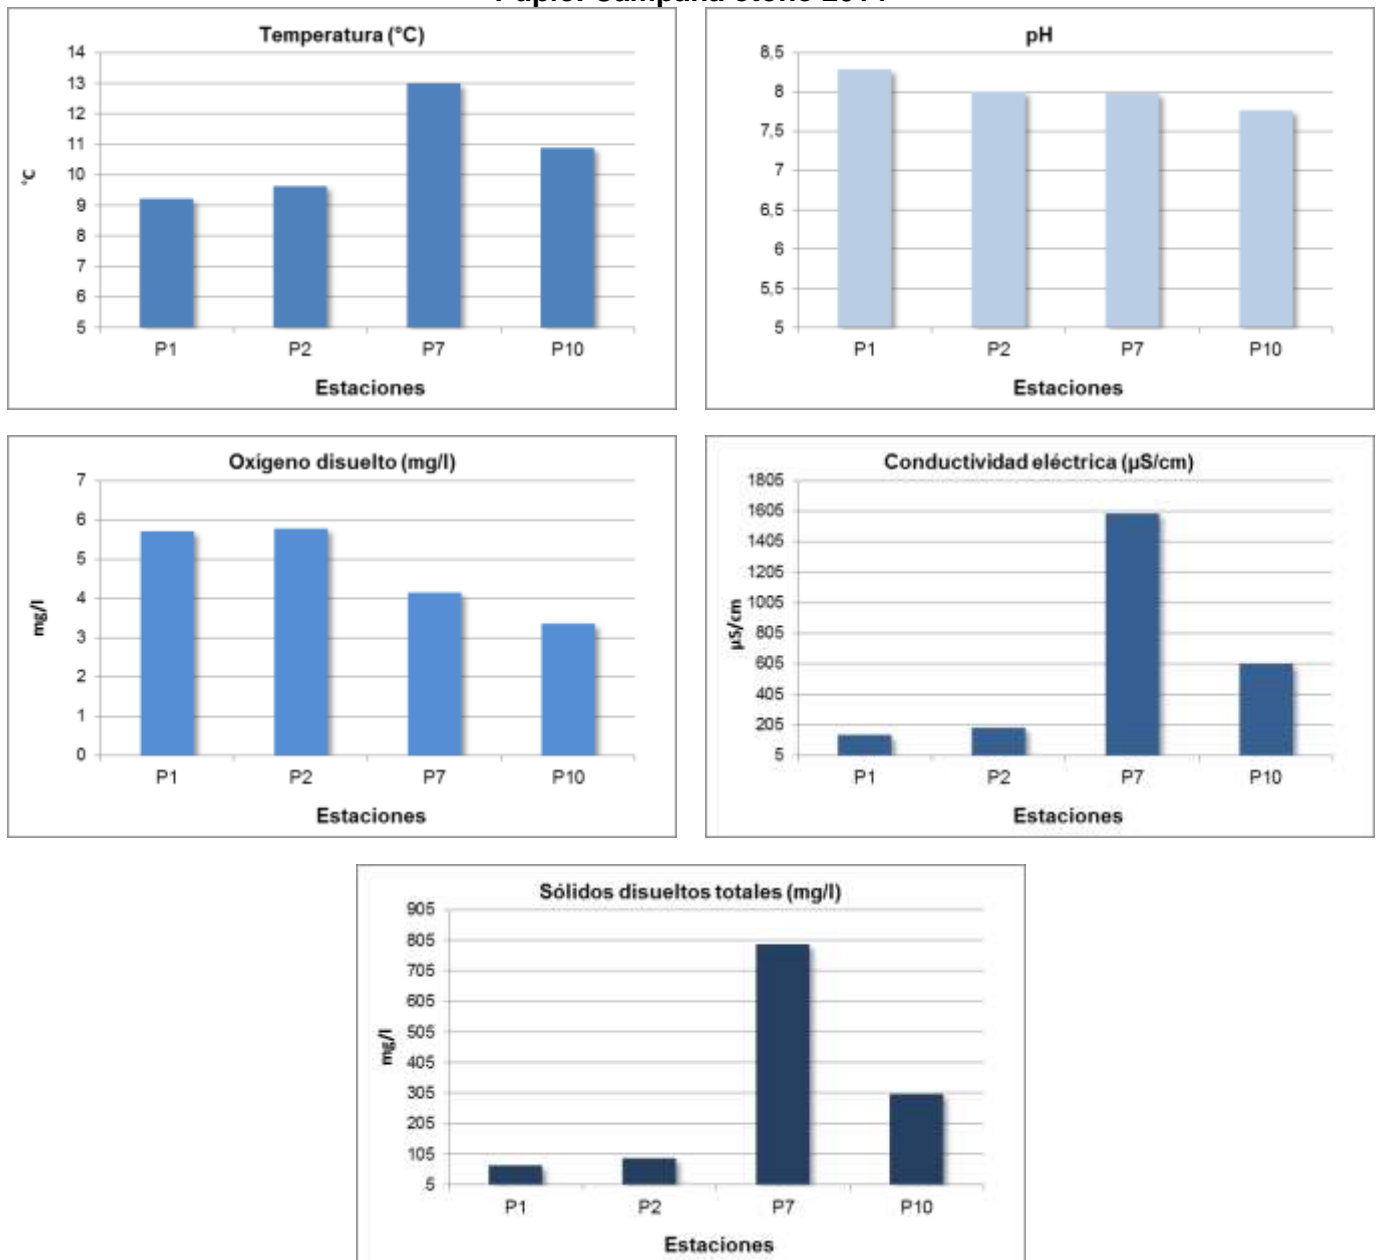 Temperatura (°C)
14
13
12
11
10
9
8
7
6
5
°C
P1 P2 P7 P10
Estaciones
pH
8,5
8
7,5
7
6,5
6
5,5
5
P1 P2 P7 P10
Estaciones
Oxígeno disuelto (mg/l)
7
6
5
4
3
2
1
0
mg/l
P1 P2 P7 P10
Estaciones
Conductividad eléctrica (µS/cm)
1805
1605
1405
1205
1005
805
605
405
205
5
µS/cm
P1 P2 P7 P10
Estaciones
Sólidos disueltos totales (mg/l)
905
805
705
605
505
405
305
205
105
5
mg/l
P1 P2 P7 P10
Estaciones